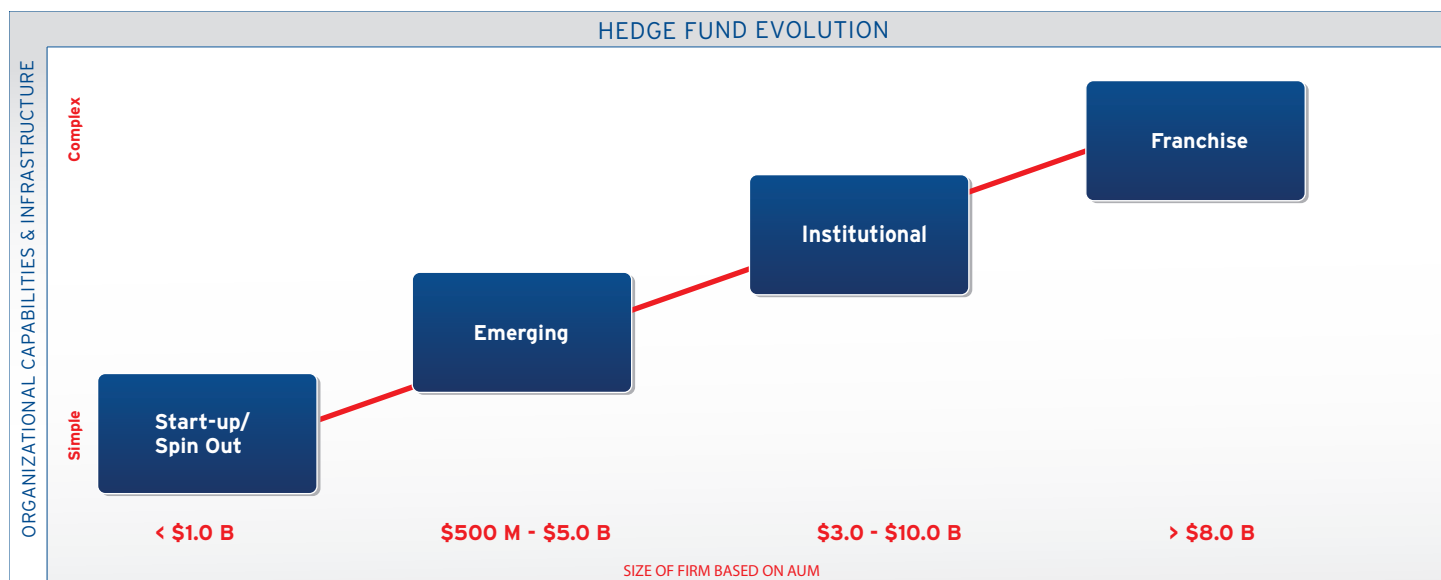 HEDGE FUND EVOLUTION
ORGANIZATIONAL CAPABILITIES & INFRASTRUCTURE
Complex
Simple
Franchise
Institutional
Emerging
Start-up/
Spin Out
< $1.0 B
$500 M - $5.0 B
$3.0 - $10.0 B
> $8.0 B
SIZE OF FIRM BASED ON AUM